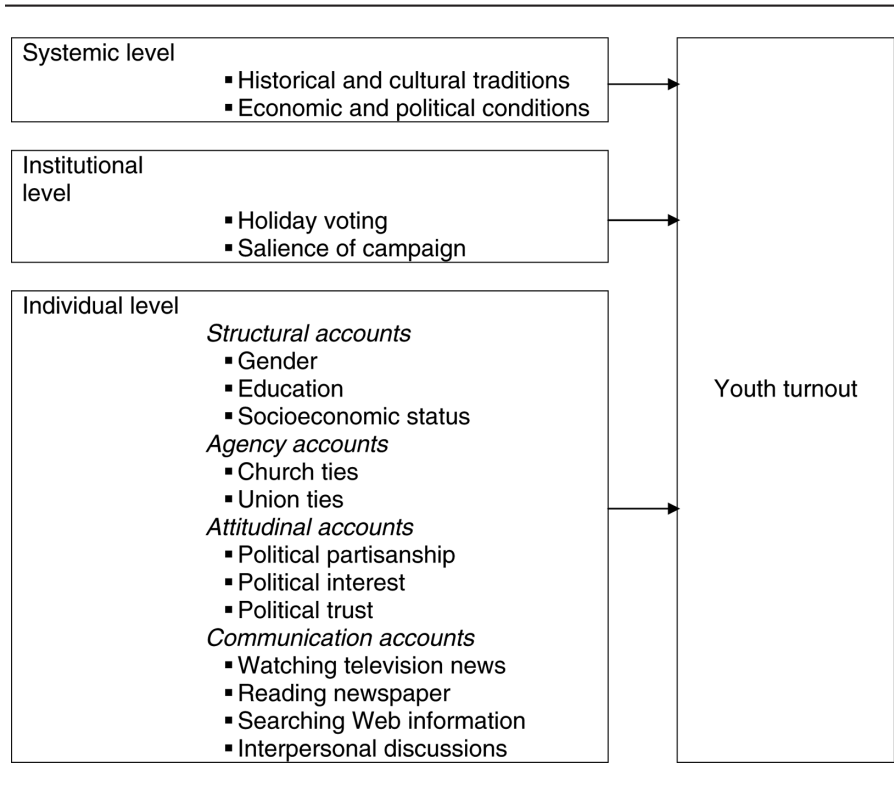 Systemic level
▪ Historical and cultural traditions
▪ Economic and political conditions
Institutional
level
▪ Holiday voting
▪ Salience of campaign
Individual level
Structural accounts
▪ Gender
▪ Education
▪ Socioeconomic status
Agency accounts
▪ Church ties
▪ Union ties
Attitudinal accounts
▪ Political partisanship
▪ Political interest
▪ Political trust
Communication accounts
▪ Watching television news
▪ Reading newspaper
▪ Searching Web information
▪ Interpersonal discussions
Youth turnout